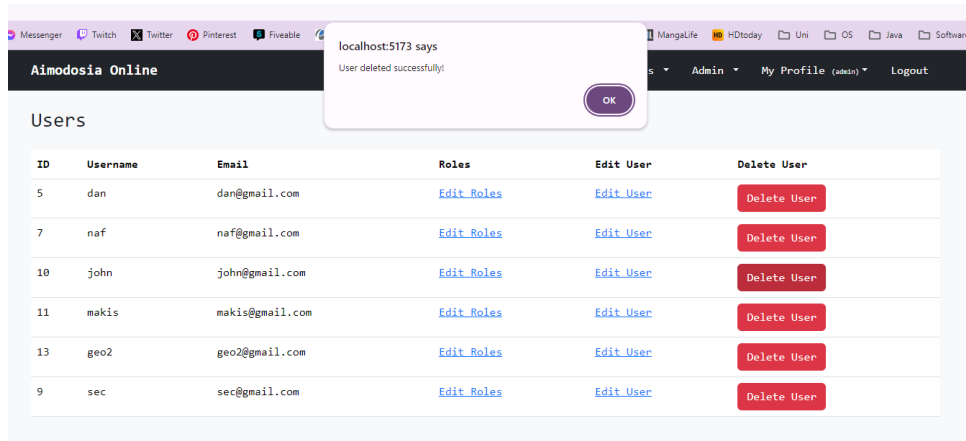 Messenger Twitch Twitter Pinterest Fiveable MangaLife HDtoday Uni OS Java Software
localhost:5173 says
User deleted successfully!
OK
Aimodosia Online Admin My Profile (admin) Logout
Users
ID Username Email Roles Edit User Delete User
5 dan dan@gmail.com Edit Roles Edit User Delete User
7 naf naf@gmail.com Edit Roles Edit User Delete User
10 john john@gmail.com Edit Roles Edit User Delete User
11 makis makis@gmail.com Edit Roles Edit User Delete User
13 geo2 geo2@gmail.com Edit Roles Edit User Delete User
9 sec sec@gmail.com Edit Roles Edit User Delete User